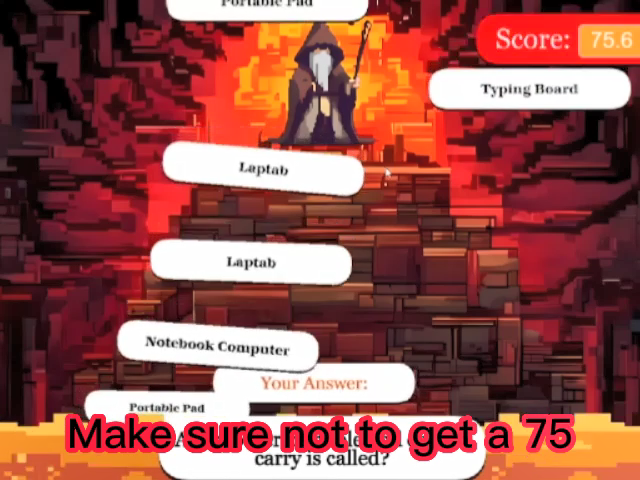 Portable Pad
Score: 75.6
Typing Board
Laptab
Laptab
Notebook Computer
Your Answer:
Portable Pad
Make sure not to get a 75
carry is called?